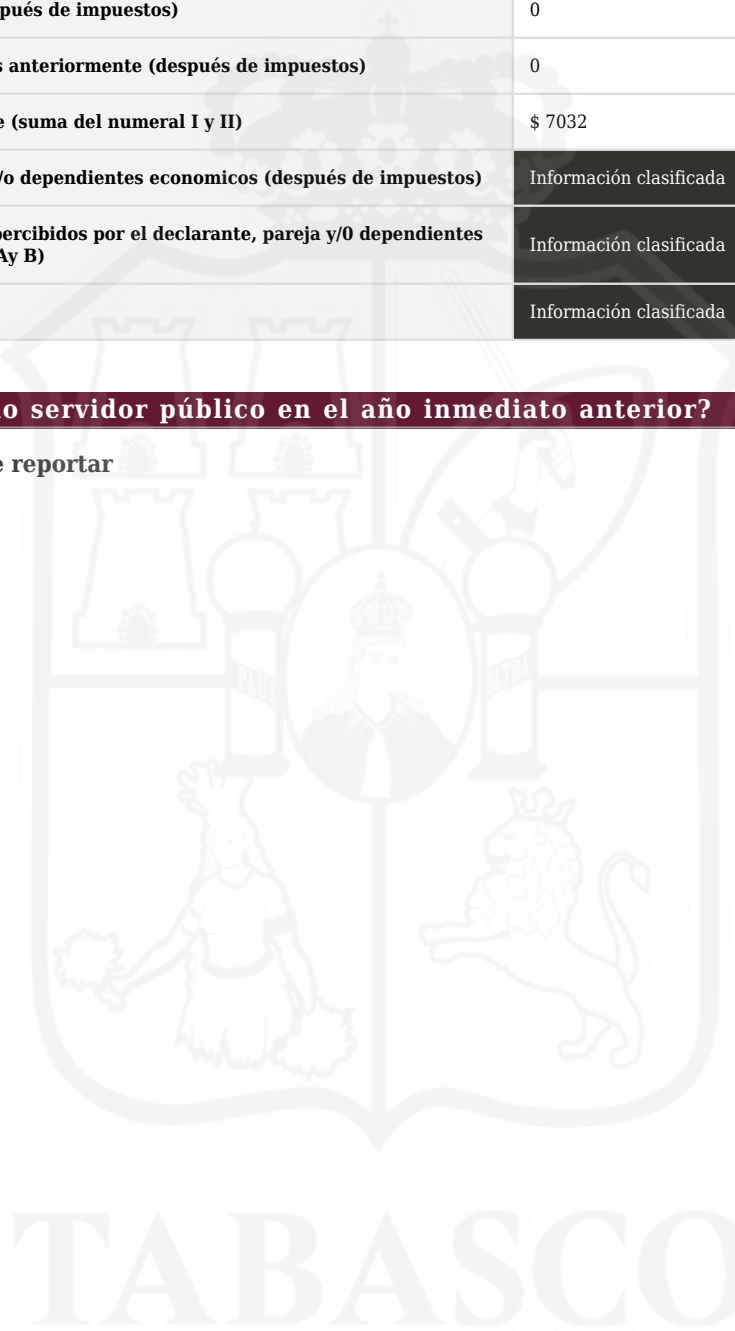 pués de impuestos)
0
s anteriormente (después de impuestos)
0
e (suma del numeral I y II)
$ 7032
/o dependientes economicos (después de impuestos)
Información clasificada
percibidos por el declarante, pareja y/0 dependientes
Ay B)
Información clasificada
Información clasificada
o servidor público en el año inmediato anterior?
e reportar
PLUS
ULTRA
TABASCO